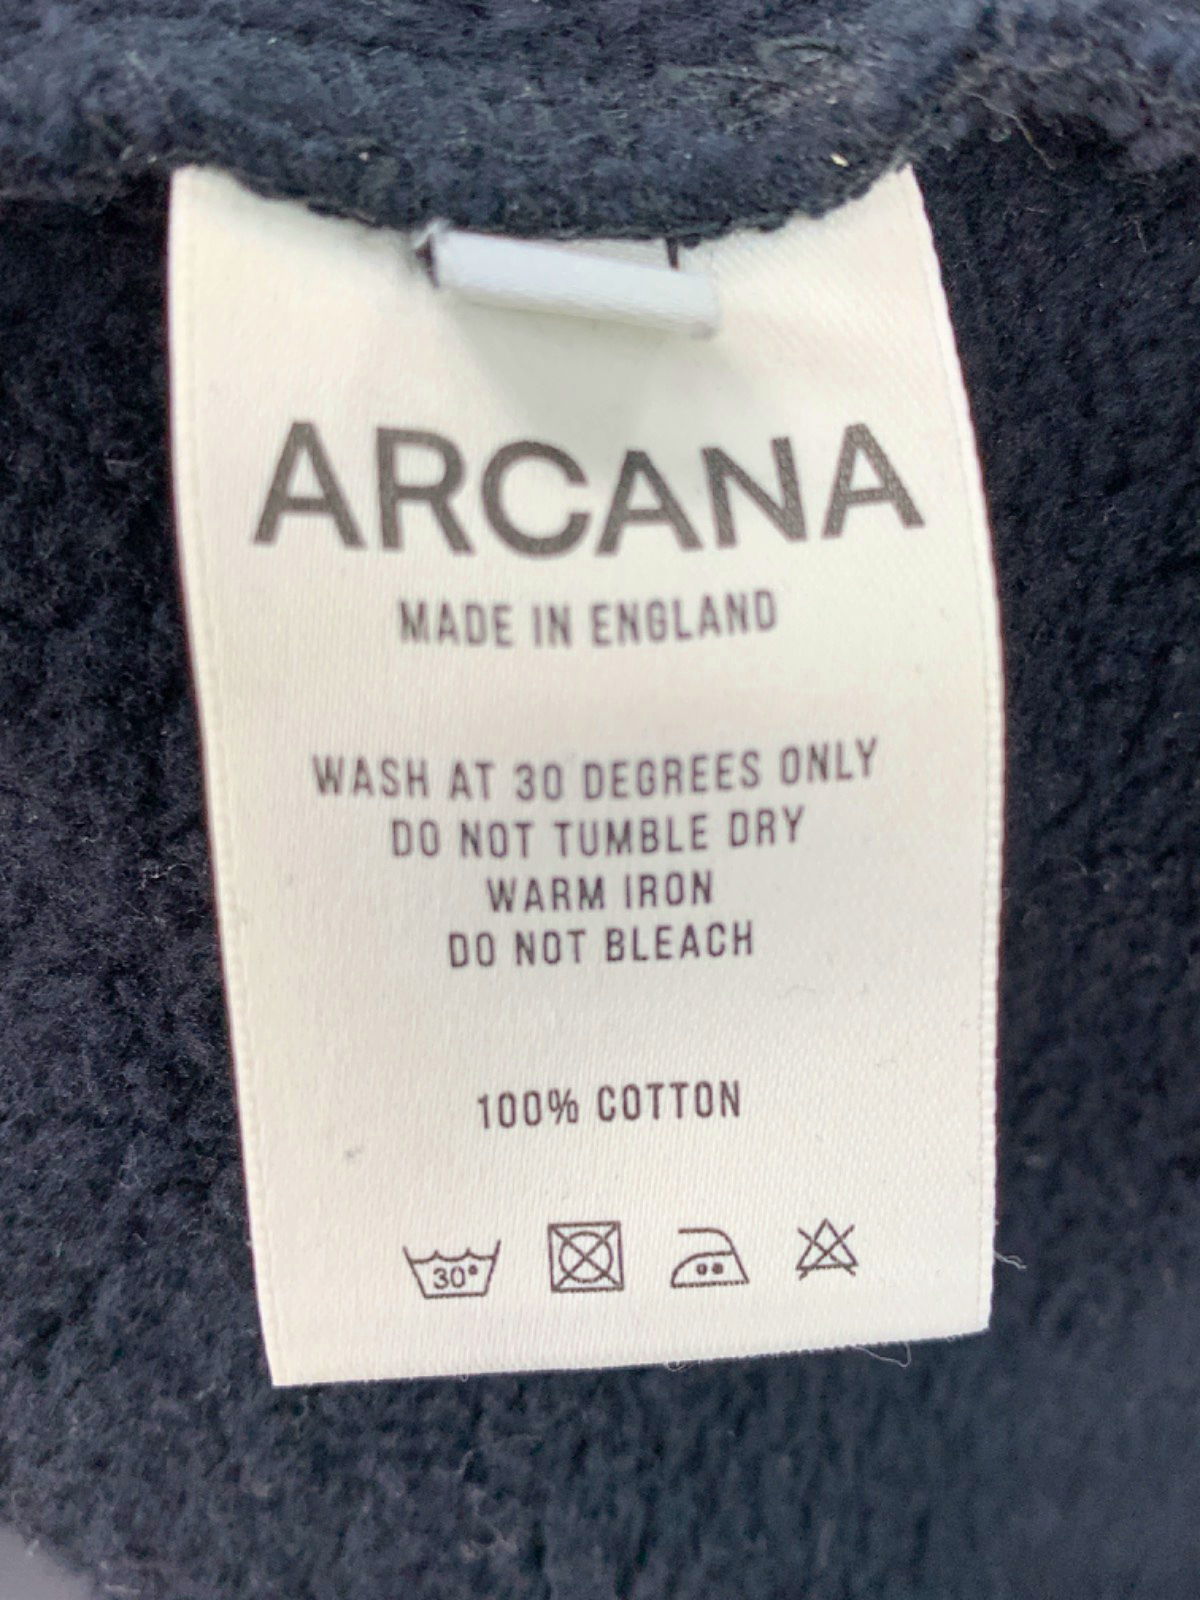 ARCANA
MADE IN ENGLAND
WASH AT 30 DEGREES ONLY
DO NOT TUMBLE DRY
WARM IRON
DO NOT BLEACH
100% COTTON
30°